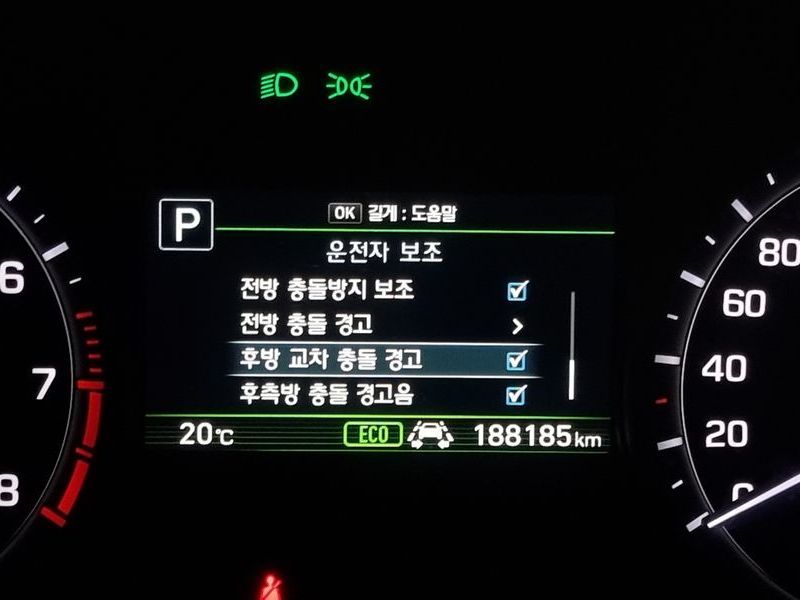 P
OK 길게 : 도움말
운전자 보조
전방 충돌방지 보조
전방 충돌 경고
후방 교차 충돌 경고
후측방 충돌 경고음
20℃ ECO 188185km
6
7
8
80
60
40
20
0